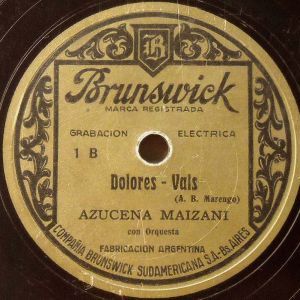 B
Brunswick
MARCA REGISTRADA
GRABACION ELECTRICA
1 B
Dolores - Vals
(A. B. Marengo)
AZUCENA MAIZANI
con Orquesta
FABRICACION ARGENTINA
COMPAÑIA BRUNSWICK SUDAMERICANA S.A-Bs. AIRES